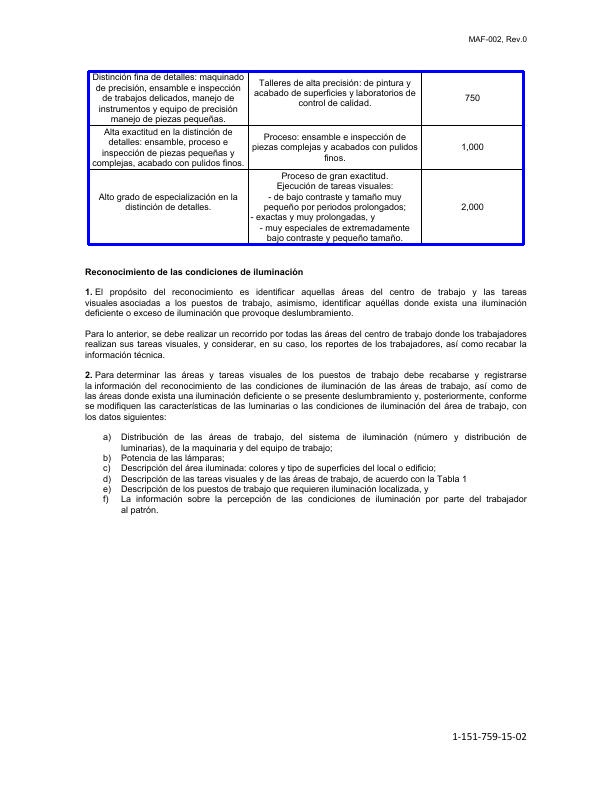 MAF-002, Rev.0
Distinción fina de detalles: maquinado
de precisión, ensamble e inspección
de trabajos delicados, manejo de
instrumentos y equipo de precisión
manejo de piezas pequeñas.
Talleres de alta precisión: de pintura y
acabado de superficies y laboratorios de
control de calidad.
750
Alta exactitud en la distinción de
detalles: ensamble, proceso e
inspección de piezas pequeñas y
complejas, acabado con pulidos finos.
Proceso: ensamble e inspección de
piezas complejas y acabados con pulidos
finos.
1,000
Alto grado de especialización en la
distinción de detalles.
Proceso de gran exactitud.
Ejecución de tareas visuales:
- de bajo contraste y tamaño muy
pequeño por periodos prolongados;
- exactas y muy prolongadas, y
- muy especiales de extremadamente
bajo contraste y pequeño tamaño.
2,000
Reconocimiento de las condiciones de iluminación
1. El propósito del reconocimiento es identificar aquellas áreas del centro de trabajo y las tareas
visuales asociadas a los puestos de trabajo, asimismo, identificar aquéllas donde exista una iluminación
deficiente o exceso de iluminación que provoque deslumbramiento.
Para lo anterior, se debe realizar un recorrido por todas las áreas del centro de trabajo donde los trabajadores
realizan sus tareas visuales, y considerar, en su caso, los reportes de los trabajadores, así como recabar la
información técnica.
2. Para determinar las áreas y tareas visuales de los puestos de trabajo debe recabarse y registrarse
la información del reconocimiento de las condiciones de iluminación de las áreas de trabajo, así como de
las áreas donde exista una iluminación deficiente o se presente deslumbramiento y, posteriormente, conforme
se modifiquen las características de las luminarias o las condiciones de iluminación del área de trabajo, con
los datos siguientes:
a) Distribución de las áreas de trabajo, del sistema de iluminación (número y distribución de
luminarias), de la maquinaria y del equipo de trabajo;
b) Potencia de las lámparas;
c) Descripción del área iluminada: colores y tipo de superficies del local o edificio;
d) Descripción de las tareas visuales y de las áreas de trabajo, de acuerdo con la Tabla 1
e) Descripción de los puestos de trabajo que requieren iluminación localizada, y
f) La información sobre la percepción de las condiciones de iluminación por parte del trabajador
al patrón.
1-151-759-15-02